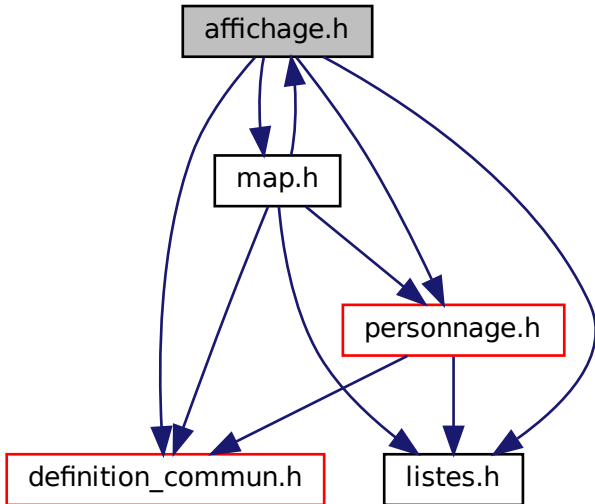 affichage.h
map.h
personnage.h
definition_commun.h
listes.h